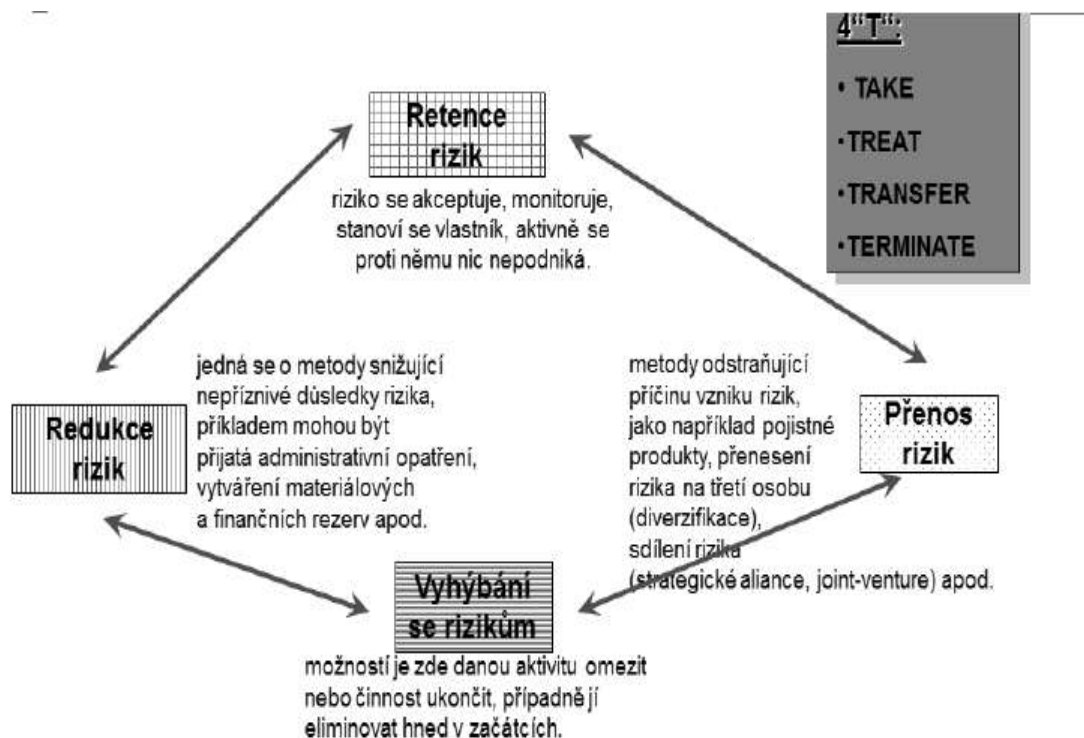 4“T“:
• TAKE
•TREAT
•TRANSFER
•TERMINATE
Retence
rizik
riziko se akceptuje, monitoruje,
stanoví se vlastník, aktivně se
proti němu nic nepodniká.
Redukce
rizik
jedná se o metody snižující
nepříznivé důsledky rizika,
příkladem mohou být
přijatá administrativní opatření,
vytváření materiálových
a finančních rezerv apod.
metody odstraňující
příčinu vzniku rizik,
jako například pojistné
produkty, přenesení
rizika na třetí osobu
(diverzifikace),
sdílení rizika
(strategické aliance, joint-venture) apod.
Přenos
rizik
Vyhýbání
se rizikům
možností je zde danou aktivitu omezit
nebo činnost ukončit, případně jí
eliminovat hned v začátcích.